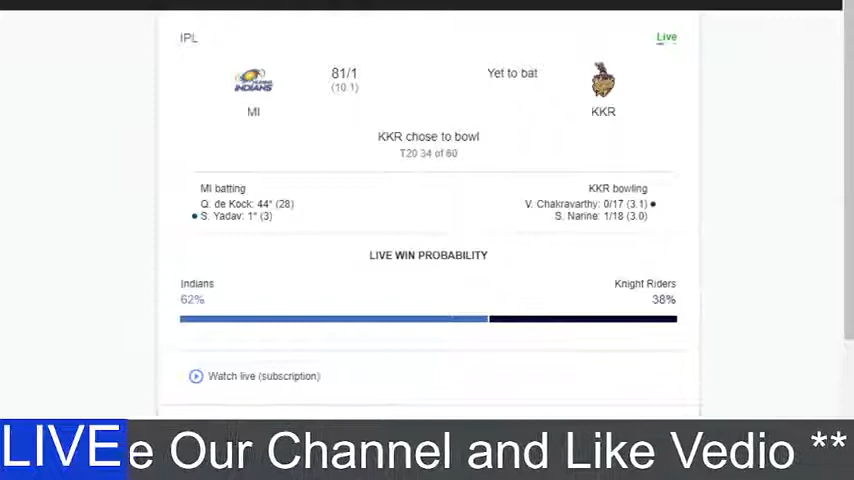 IPL
Live
INDIANS
MI
81/1
(10.1)
Yet to bat
KKR
KKR chose to bowl
T20 34 of 60
MI batting
Q. de Kock: 44* (28)
S. Yadav: 1* (3)
KKR bowling
V. Chakravarthy: 0/17 (3.1)
S. Narine: 1/18 (3.0)
LIVE WIN PROBABILITY
Indians
62%
Knight Riders
38%
Watch live (subscription)
LIVE e Our Channel and Like Vedio **